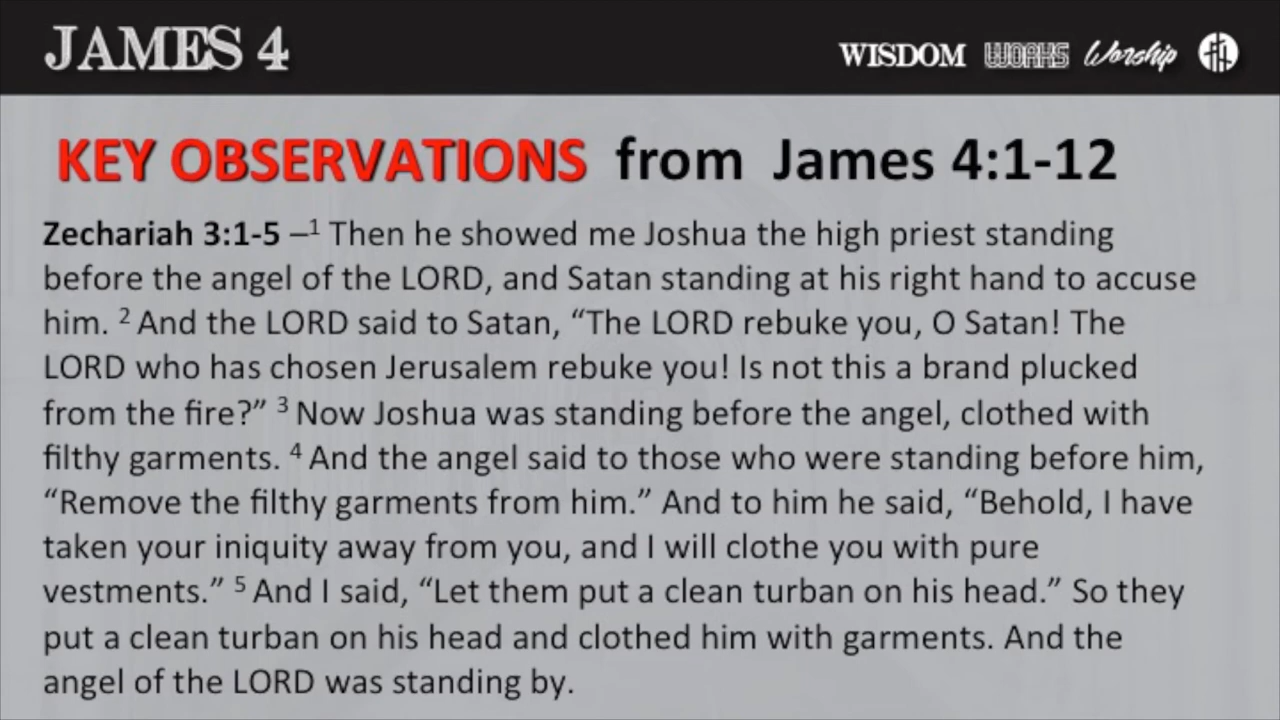 JAMES 4
WISDOM WORKS Worship
KEY OBSERVATIONS from James 4:1-12
Zechariah 3:1-5 –1 Then he showed me Joshua the high priest standing
before the angel of the LORD, and Satan standing at his right hand to accuse
him. 2 And the LORD said to Satan, “The LORD rebuke you, O Satan! The
LORD who has chosen Jerusalem rebuke you! Is not this a brand plucked
from the fire?” 3 Now Joshua was standing before the angel, clothed with
filthy garments. 4 And the angel said to those who were standing before him,
“Remove the filthy garments from him.” And to him he said, “Behold, I have
taken your iniquity away from you, and I will clothe you with pure
vestments.” 5 And I said, “Let them put a clean turban on his head.” So they
put a clean turban on his head and clothed him with garments. And the
angel of the LORD was standing by.